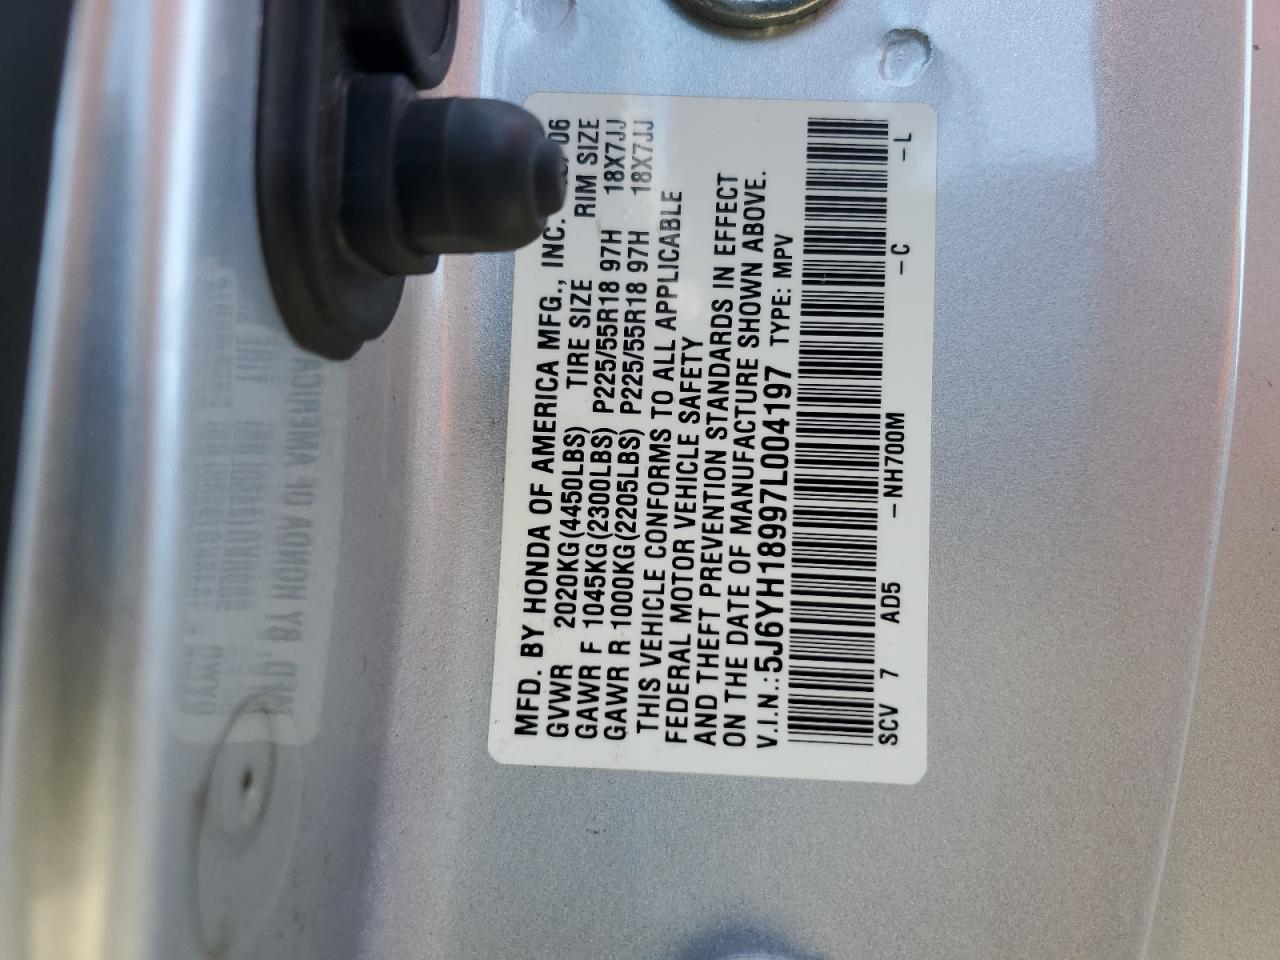 MFD. BY HONDA OF AMERICA MFG., INC. 06
GVWR 2020KG(4450LBS) TIRE SIZE RIM SIZE
GAWR F 1045KG(2300LBS) P225/55R18 97H 18X7JJ
GAWR R 1000KG(2205LBS) P225/55R18 97H 18X7JJ
THIS VEHICLE CONFORMS TO ALL APPLICABLE
FEDERAL MOTOR VEHICLE SAFETY
AND THEFT PREVENTION STANDARDS IN EFFECT
ON THE DATE OF MANUFACTURE SHOWN ABOVE.
V.I.N.:5J6YH18997L004197 TYPE: MPV
SCV 7 AD5 -NH700M -C -L